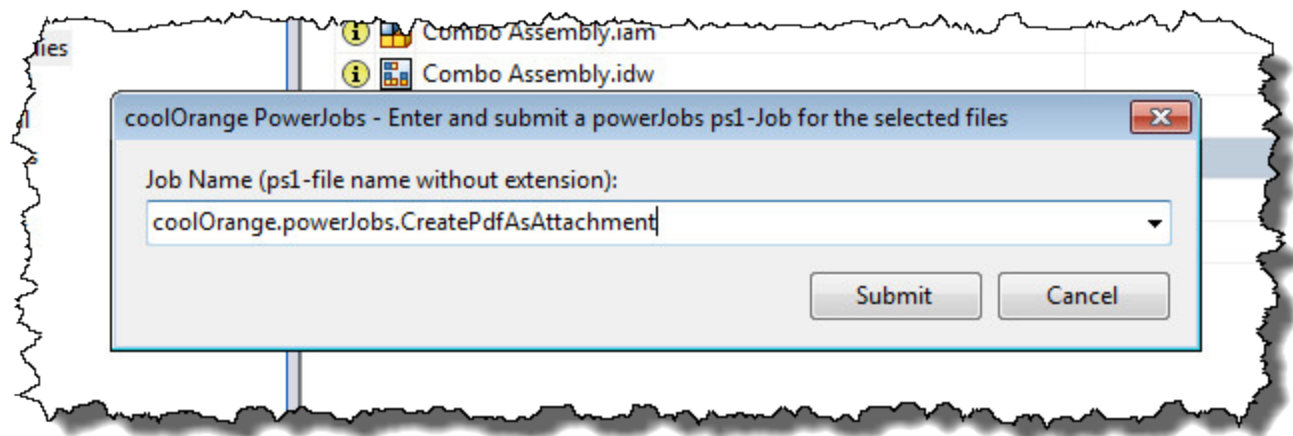 Combo Assembly.iam
lies
Combo Assembly.idw
coolOrange PowerJobs - Enter and submit a powerJobs ps1-Job for the selected files
Job Name (ps1-file name without extension):
coolOrange.powerJobs.CreatePdfAsAttachment
Submit Cancel